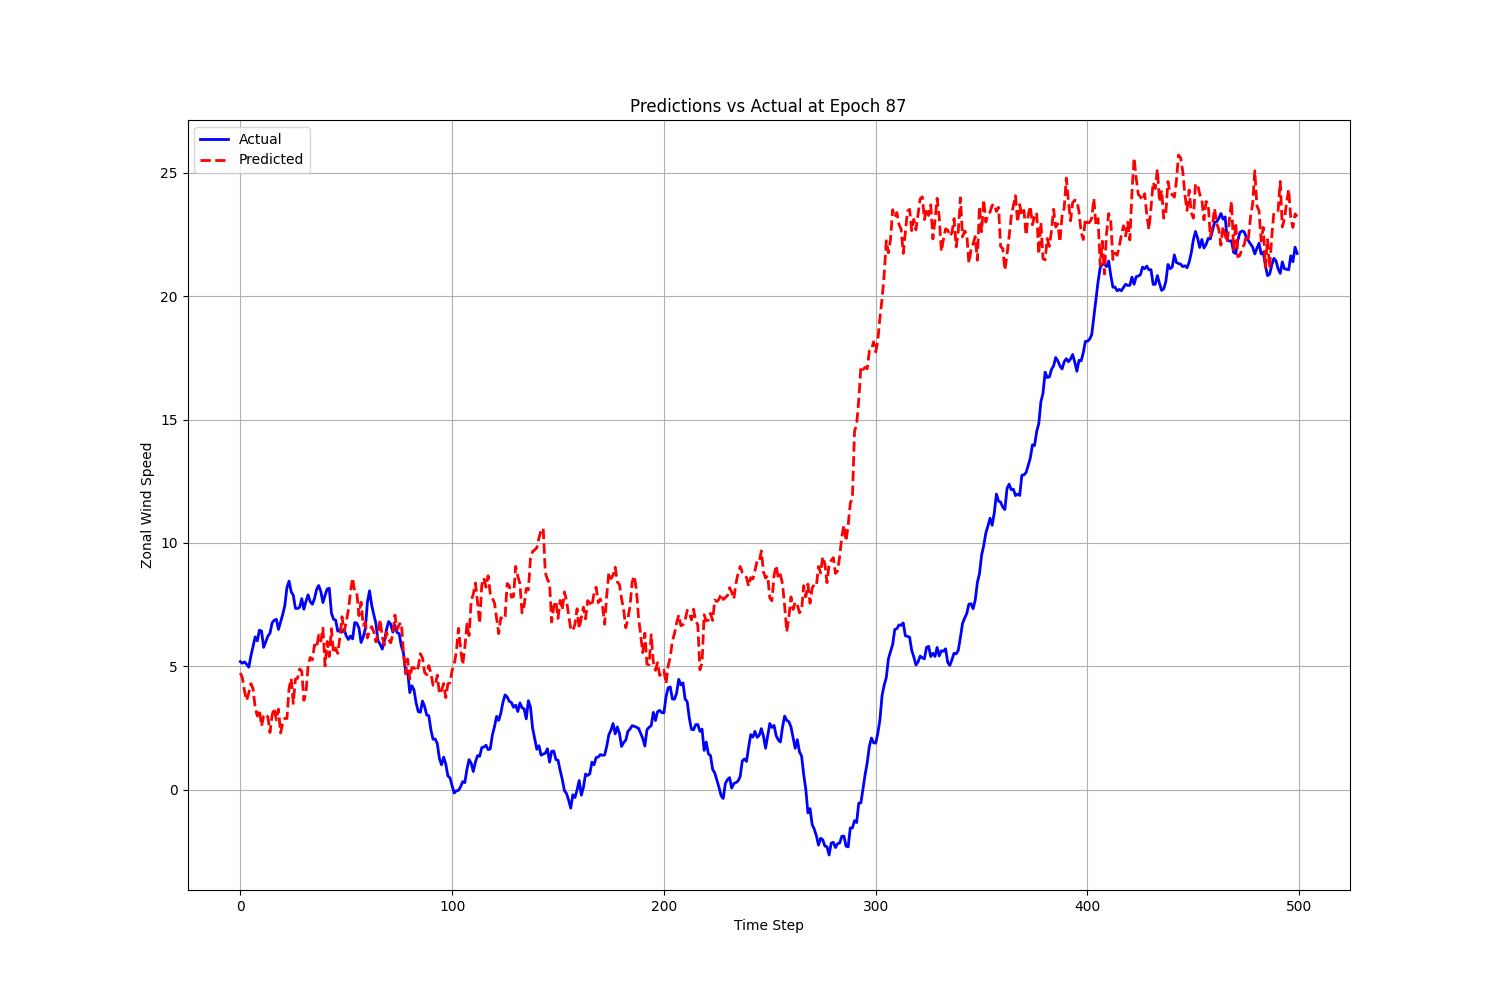 Predictions vs Actual at Epoch 87
Actual
Predicted
25
20
15
10
5
0
Zonal Wind Speed
0 100 200 300 400 500
Time Step